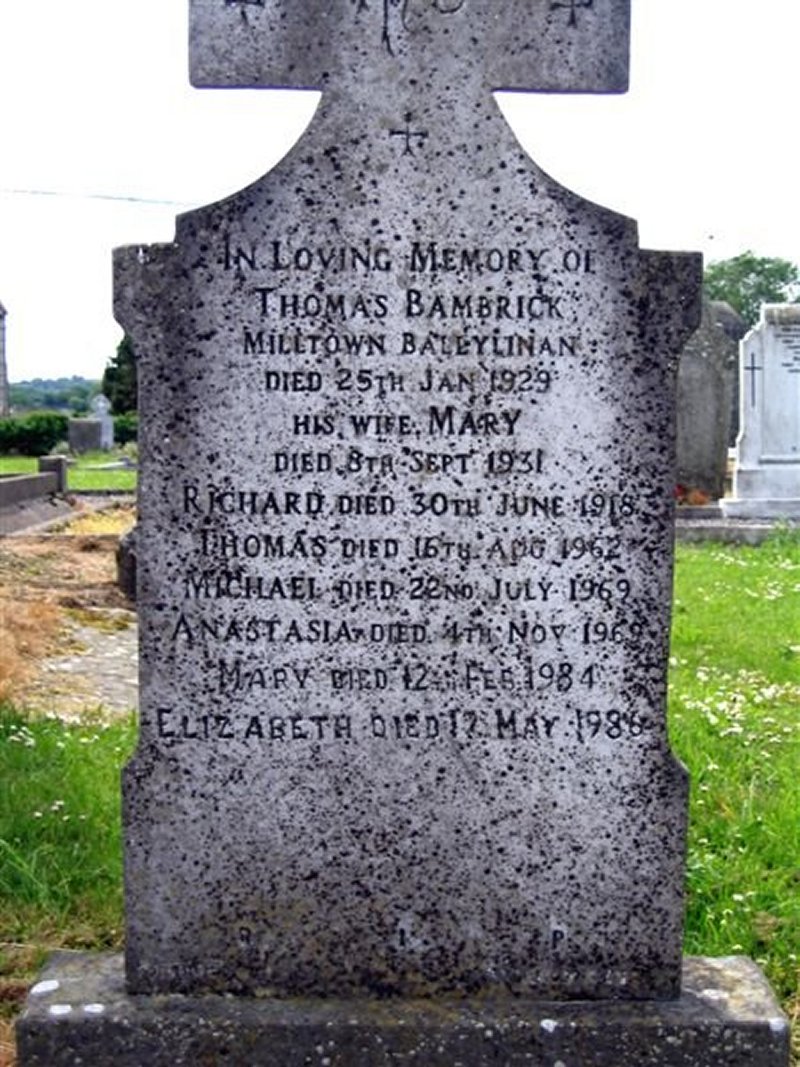 IN LOVING MEMORY OF
THOMAS BAMBRICK
MILLTOWN BALLYLINAN
DIED 25TH JAN 1929
HIS WIFE MARY
DIED 8TH SEPT 1931
RICHARD DIED 30TH JUNE 1918
THOMAS DIED 16TH AUG 1962
MICHAEL DIED 22ND JULY 1969
ANASTASIA DIED 4TH NOV 1969
MARY DIED 12TH FEB 1984
ELIZABETH DIED 17 MAY 1986
R I P